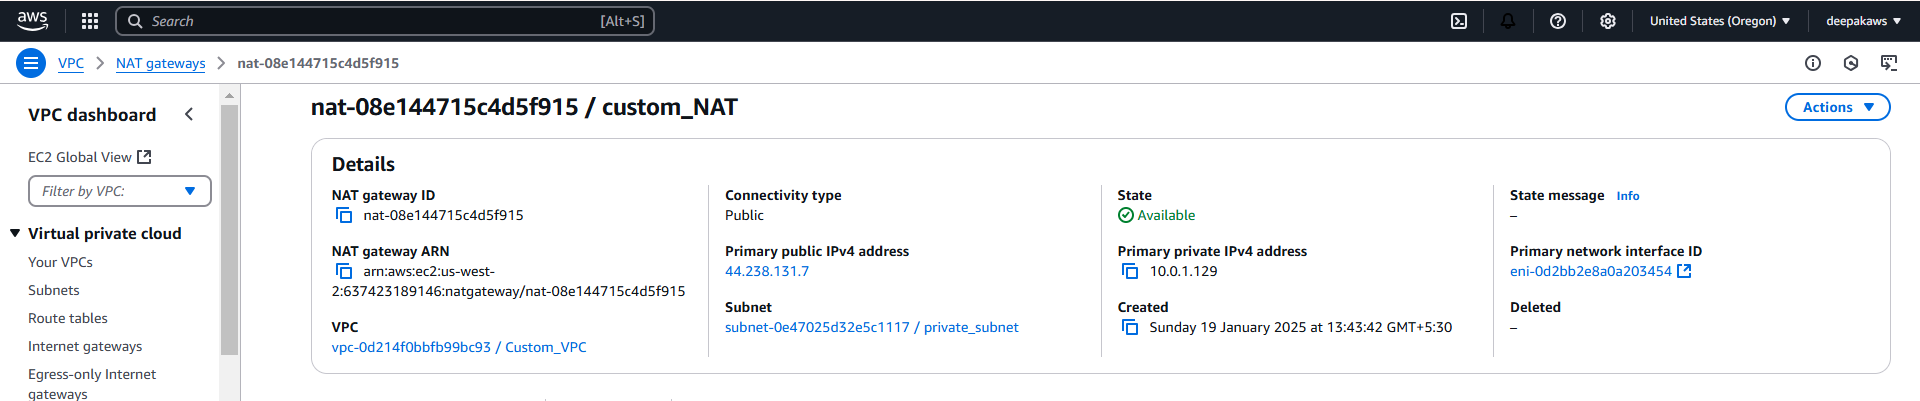 aws
Search [Alt+S]
United States (Oregon)
deepakaws
VPC
NAT gateways
nat-08e144715c4d5f915
VPC dashboard
EC2 Global View
Filter by VPC:
Virtual private cloud
Your VPCs
Subnets
Route tables
Internet gateways
Egress-only Internet
gateways
nat-08e144715c4d5f915 / custom_NAT
Actions
Details
NAT gateway ID
nat-08e144715c4d5f915
NAT gateway ARN
arn:aws:ec2:us-west-
2:637423189146:natgateway/nat-08e144715c4d5f915
VPC
vpc-0d214f0bbfb99bc93 / Custom_VPC
Connectivity type
Public
Primary public IPv4 address
44.238.131.7
Subnet
subnet-0e47025d32e5c1117 / private_subnet
State
Available
Primary private IPv4 address
10.0.1.129
Created
Sunday 19 January 2025 at 13:43:42 GMT+5:30
State message Info
–
Primary network interface ID
eni-0d2bb2e8a0a203454
Deleted
–